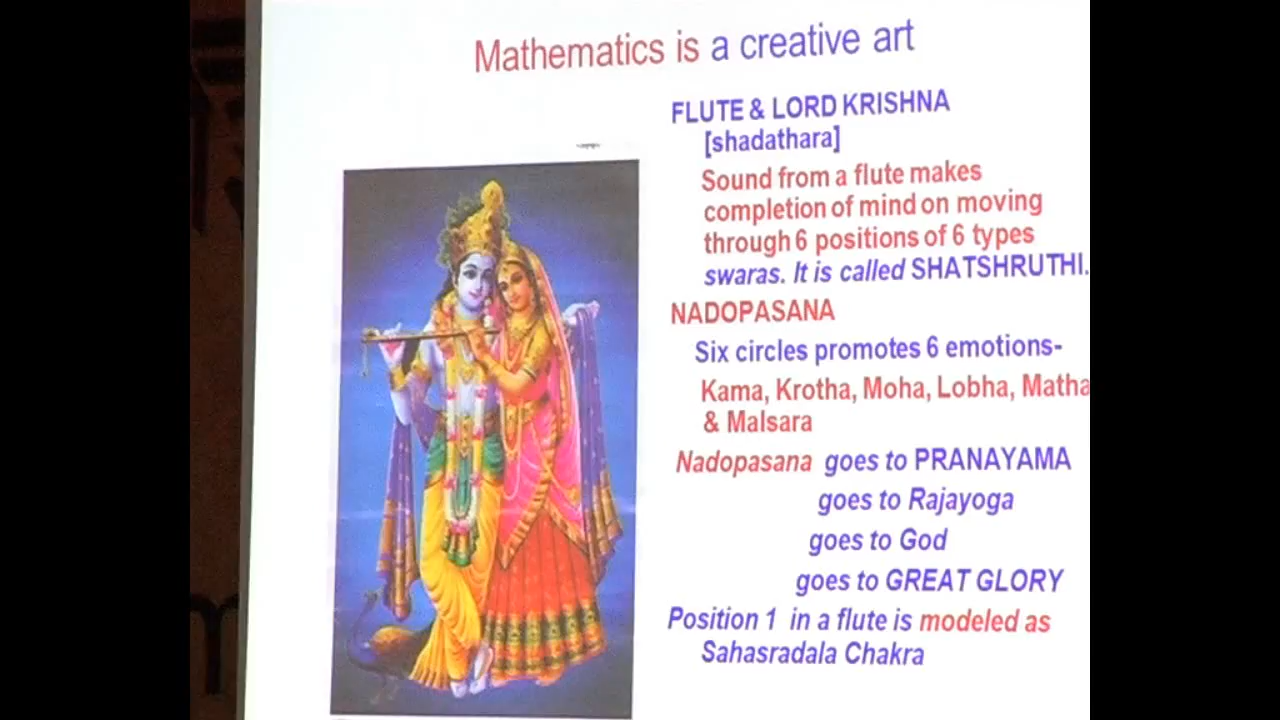 Mathematics is a creative art
FLUTE & LORD KRISHNA
[shadathara]
Sound from a flute makes
completion of mind on moving
through 6 positions of 6 types
swaras. It is called SHATSHRUTHI.
NADOPASANA
Six circles promotes 6 emotions-
Kama, Krotha, Moha, Lobha, Matha
& Malsara
Nadopasana goes to PRANAYAMA
goes to Rajayoga
goes to God
goes to GREAT GLORY
Position 1 in a flute is modeled as
Sahasradala Chakra